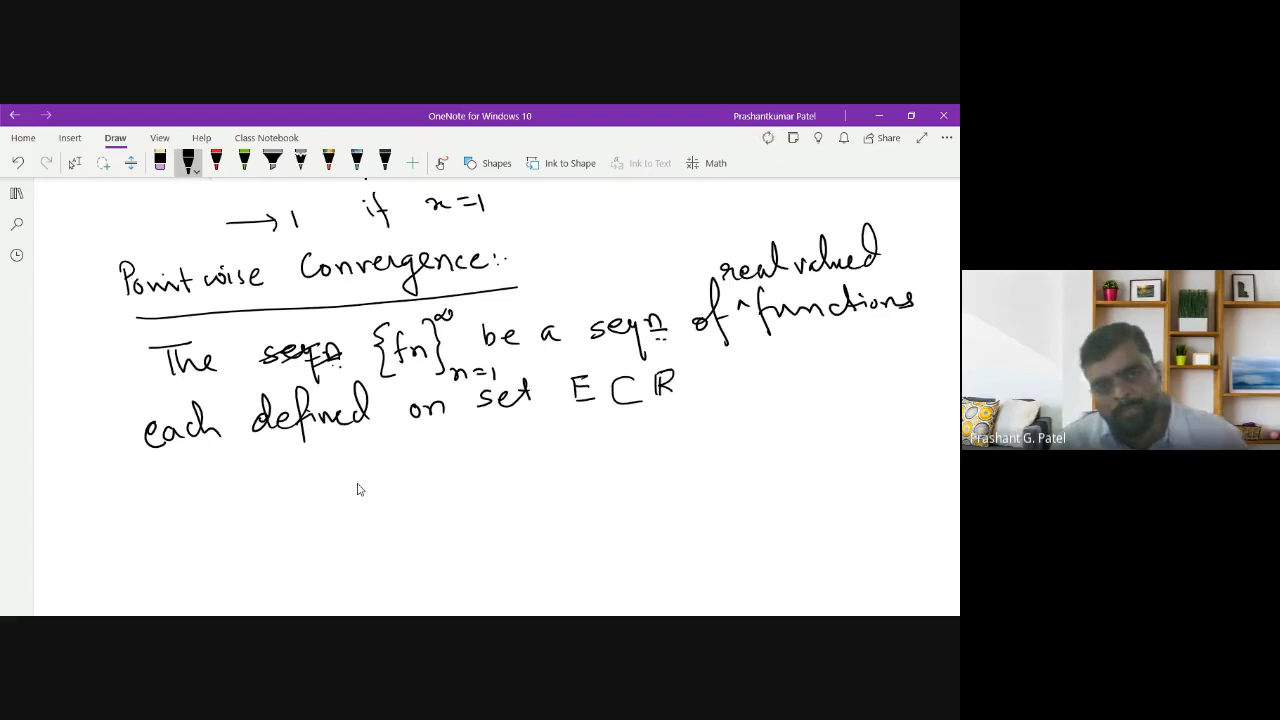 OneNote for Windows 10
Prashantkumar Patel
Home Insert Draw View Help Class Notebook
Share
Shapes Ink to Shape Ink to Text Math
→ 1 if x = 1
Pointwise Convergence:-
real valued
The seqn {fn}∞n=1 be a seqn of ^ functions
each defined on set E ⊂ ℝ
Prashant G. Patel